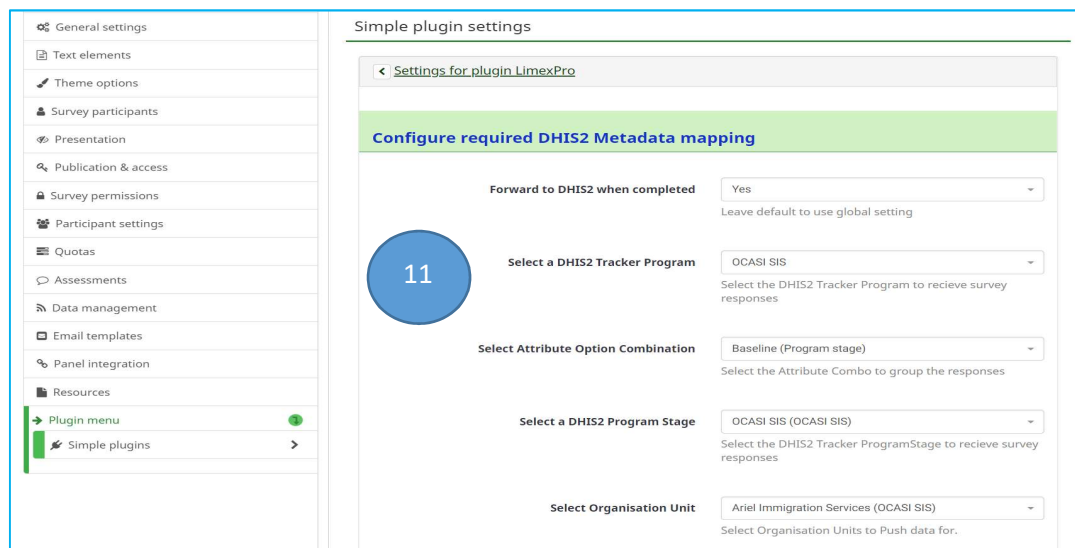 General settings
Text elements
Theme options
Survey participants
Presentation
Publication & access
Survey permissions
Participant settings
Quotas
Assessments
Data management
Email templates
Panel integration
Resources
Plugin menu
1
Simple plugins
Simple plugin settings
Settings for plugin LimexPro
Configure required DHIS2 Metadata mapping
Forward to DHIS2 when completed
Yes
Leave default to use global setting
11
Select a DHIS2 Tracker Program
OCASI SIS
Select the DHIS2 Tracker Program to recieve survey
responses
Select Attribute Option Combination
Baseline (Program stage)
Select the Attribute Combo to group the responses
Select a DHIS2 Program Stage
OCASI SIS (OCASI SIS)
Select the DHIS2 Tracker ProgramStage to recieve survey
responses
Select Organisation Unit
Ariel Immigration Services (OCASI SIS)
Select Organisation Units to Push data for.